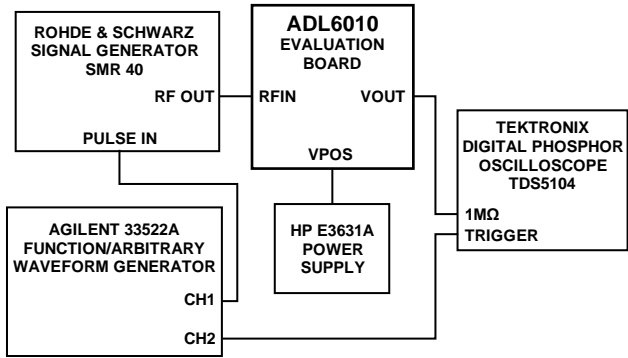 ROHDE & SCHWARZ
SIGNAL GENERATOR
SMR 40
RF OUT
PULSE IN
ADL6010
EVALUATION
BOARD
RFIN
VOUT
VPOS
TEKTRONIX
DIGITAL PHOSPHOR
OSCILLOSCOPE
TDS5104
1MΩ
TRIGGER
AGILENT 33522A
FUNCTION/ARBITRARY
WAVEFORM GENERATOR
CH1
CH2
HP E3631A
POWER
SUPPLY